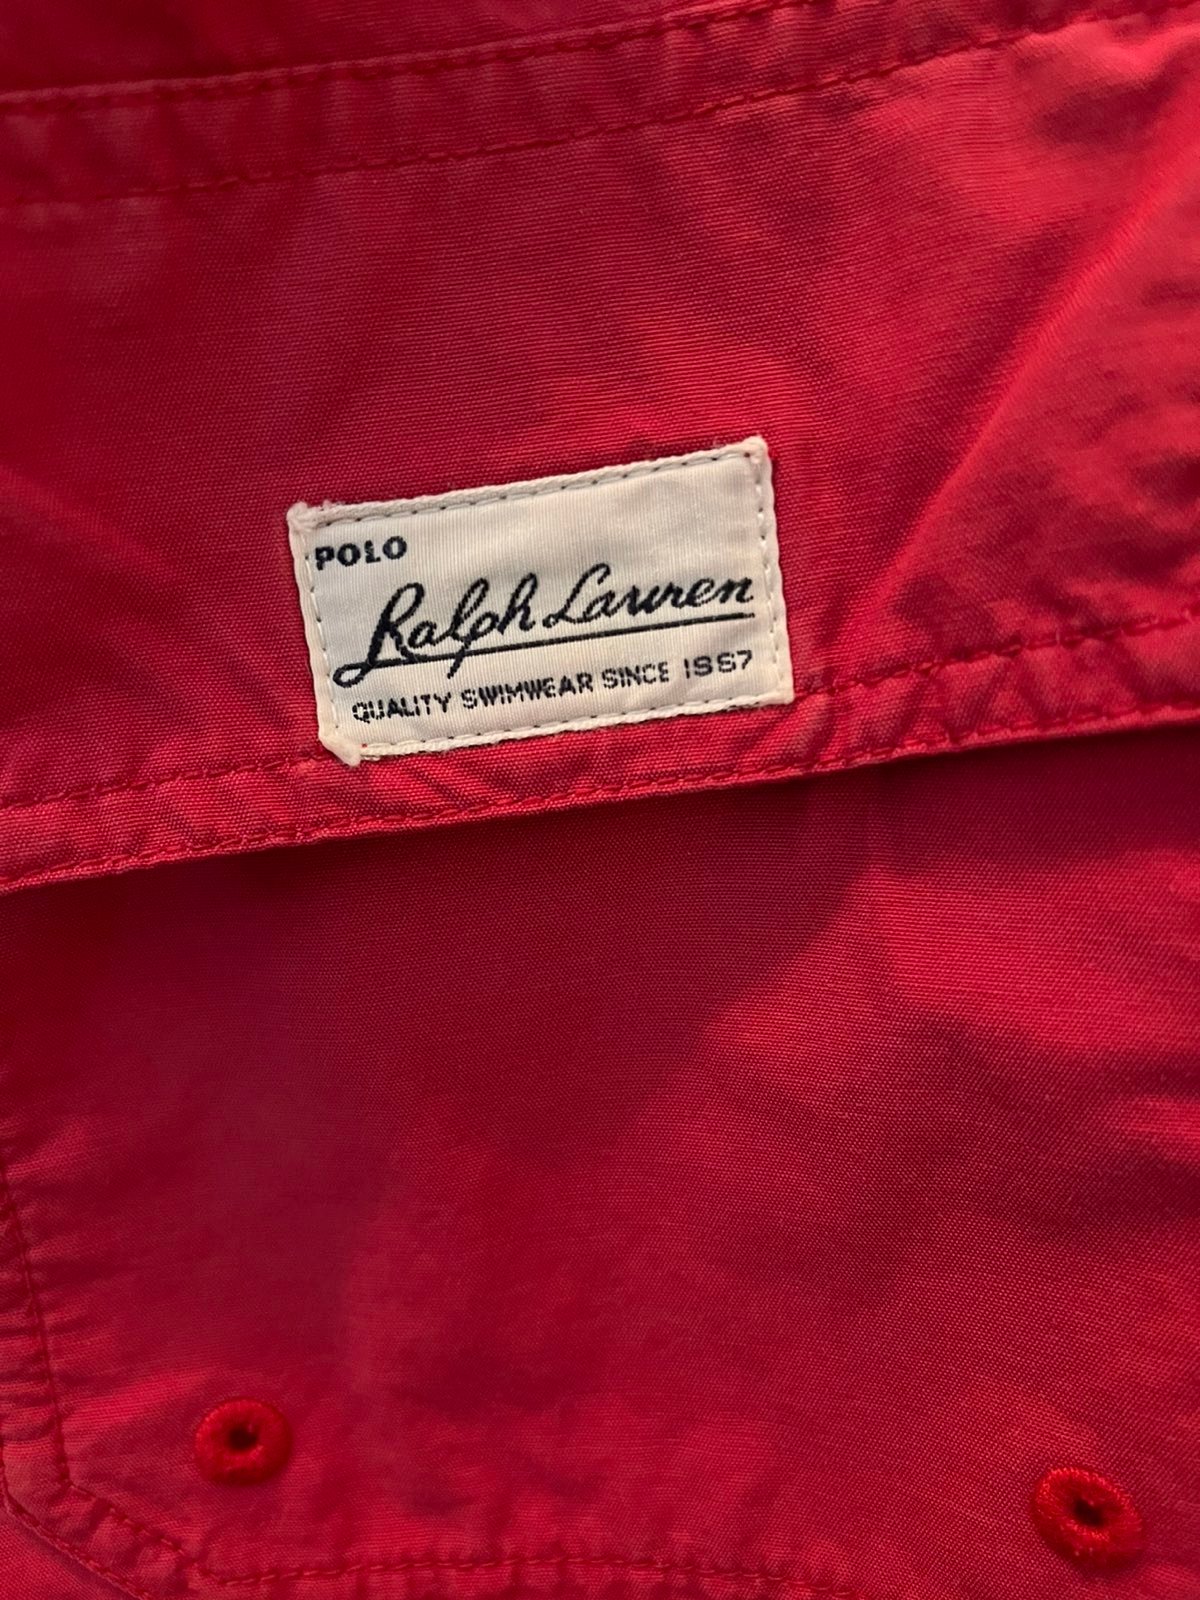 POLO
Ralph Lauren
QUALITY SWIMWEAR SINCE 1967